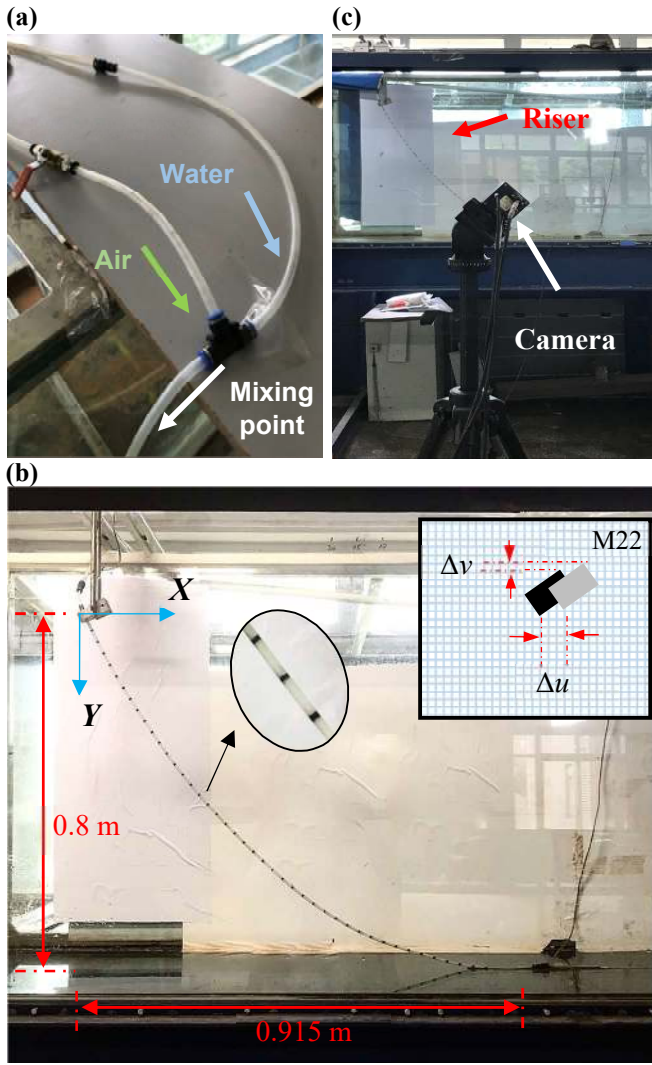 (a)
Water
Air
Mixing
point
(c)
Riser
Camera
(b)
X
Y
0.8 m
0.915 m
M22
Δv
Δu